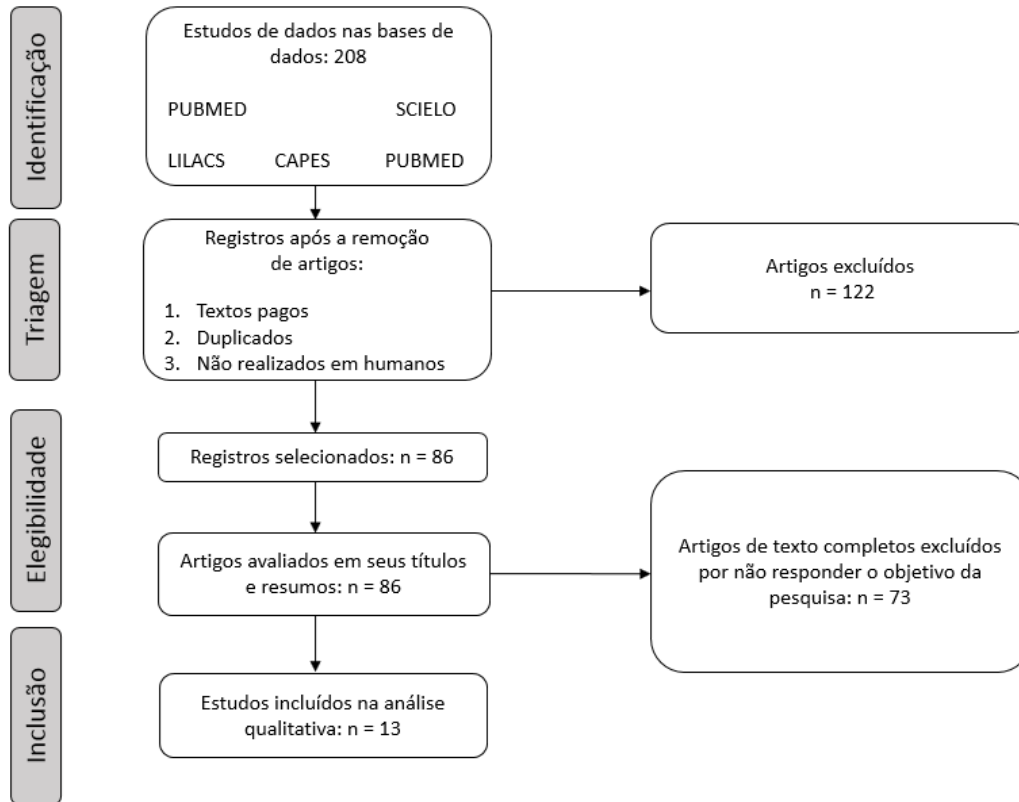 Identificação
Estudos de dados nas bases de
dados: 208
PUBMED SCIELO
LILACS CAPES PUBMED
Triagem
Registros após a remoção
de artigos:
1. Textos pagos
2. Duplicados
3. Não realizados em humanos
Artigos excluídos
n = 122
Elegibilidade
Registros selecionados: n = 86
Artigos avaliados em seus títulos
e resumos: n = 86
Artigos de texto completos excluídos
por não responder o objetivo da
pesquisa: n = 73
Inclusão
Estudos incluídos na análise
qualitativa: n = 13